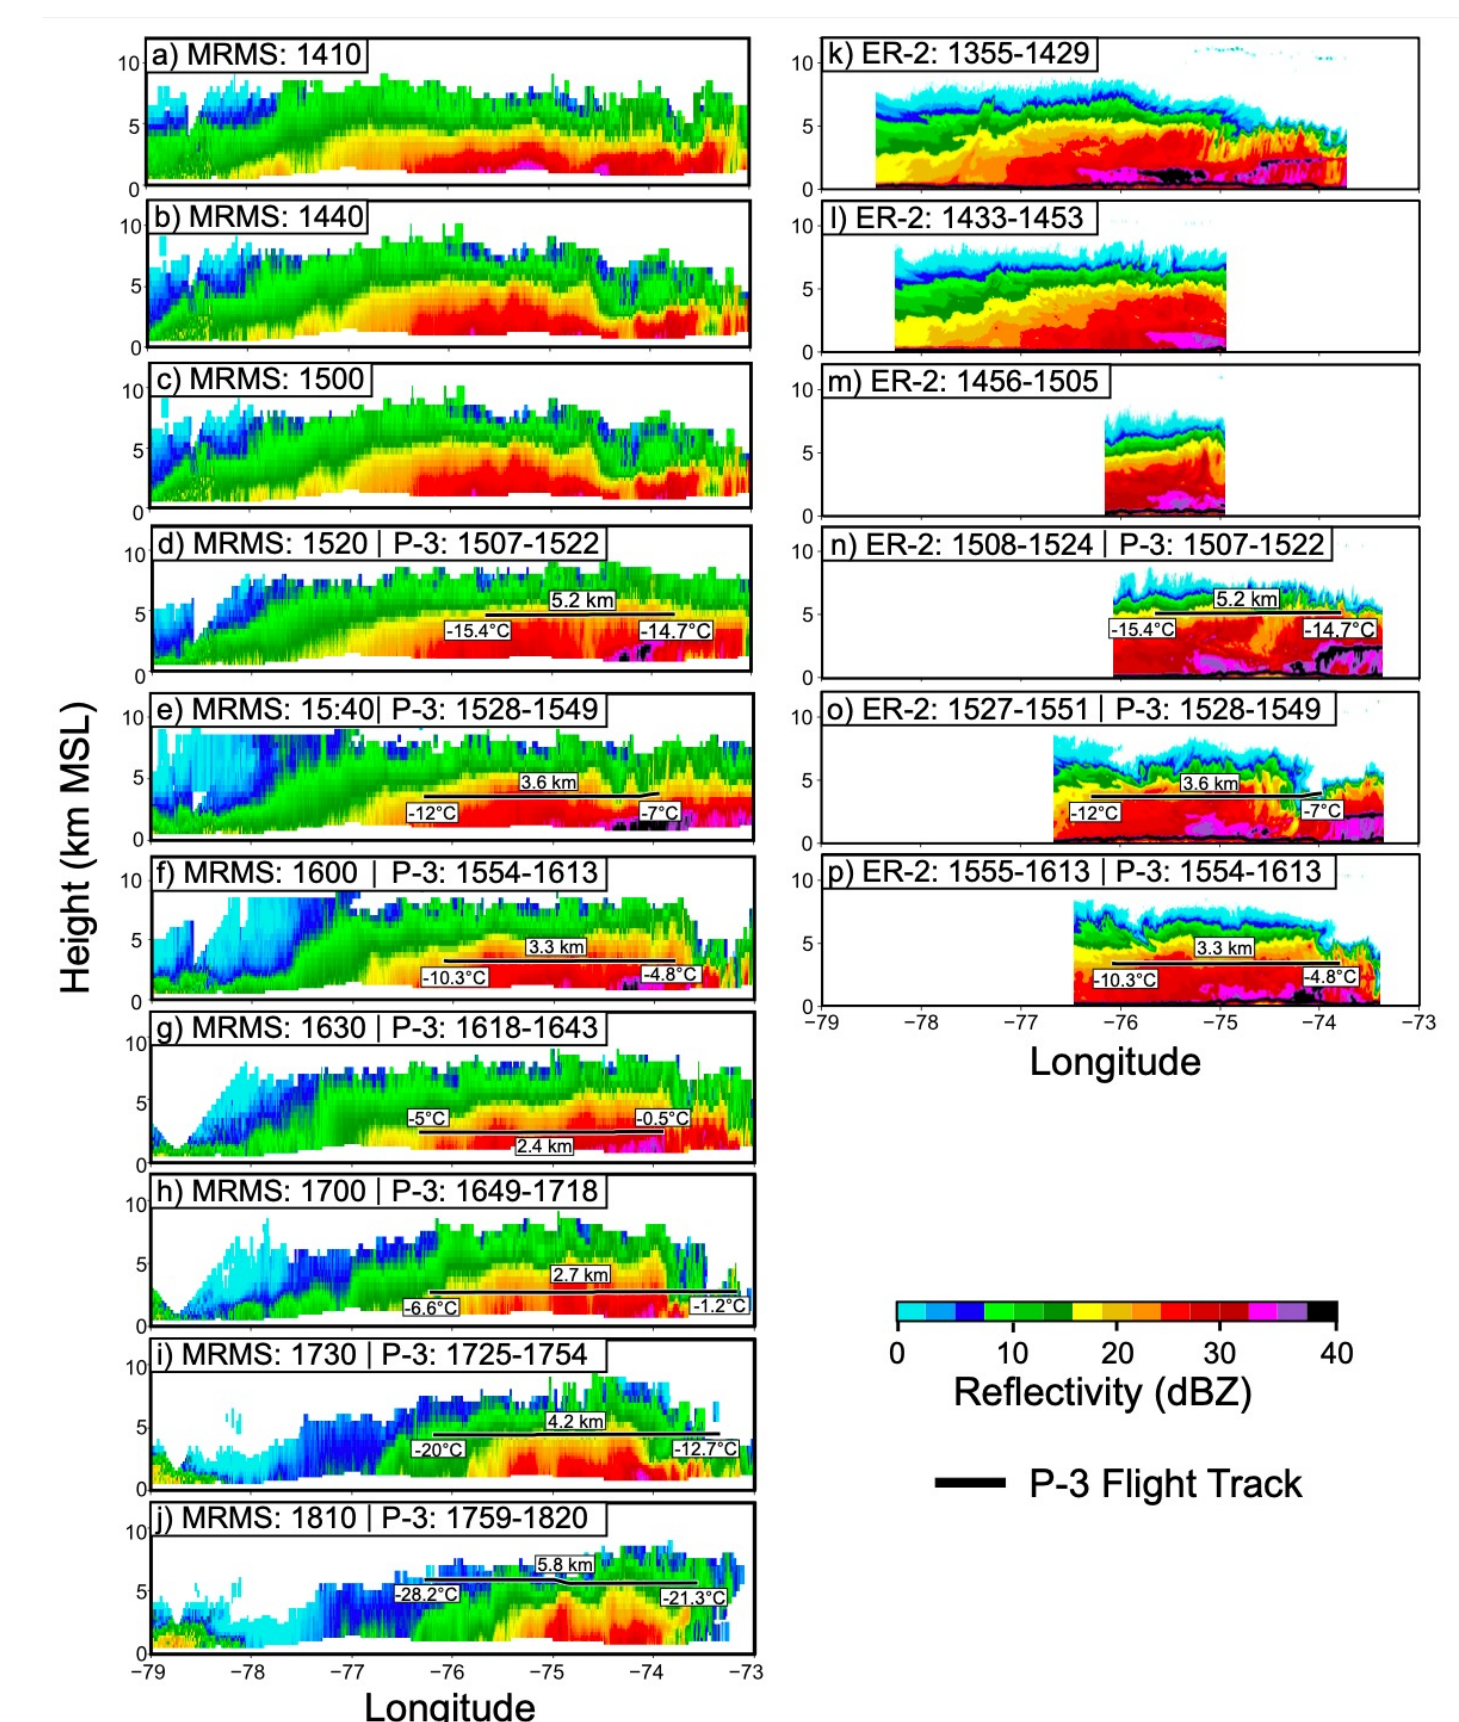 a) MRMS: 1410
10
5
0
b) MRMS: 1440
10
5
0
c) MRMS: 1500
10
5
0
d) MRMS: 1520 | P-3: 1507-1522
10
5
0
5.2 km
-15.4°C
-14.7°C
e) MRMS: 15:40| P-3: 1528-1549
10
5
0
3.6 km
-12°C
-7°C
f) MRMS: 1600 | P-3: 1554-1613
10
5
0
3.3 km
-10.3°C
-4.8°C
g) MRMS: 1630 | P-3: 1618-1643
10
5
0
-5°C
-0.5°C
2.4 km
h) MRMS: 1700 | P-3: 1649-1718
10
5
0
2.7 km
-6.6°C
-1.2°C
i) MRMS: 1730 | P-3: 1725-1754
10
5
0
4.2 km
-20°C
-12.7°C
j) MRMS: 1810 | P-3: 1759-1820
10
5
0
5.8 km
-28.2°C
-21.3°C
−79 −78 −77 −76 −75 −74 −73
Longitude
Height (km MSL)
k) ER-2: 1355-1429
10
5
0
l) ER-2: 1433-1453
10
5
0
m) ER-2: 1456-1505
10
5
0
n) ER-2: 1508-1524 | P-3: 1507-1522
10
5
0
5.2 km
-15.4°C
-14.7°C
o) ER-2: 1527-1551 | P-3: 1528-1549
10
5
0
3.6 km
-12°C
-7°C
p) ER-2: 1555-1613 | P-3: 1554-1613
10
5
0
3.3 km
-10.3°C
-4.8°C
−79 −78 −77 −76 −75 −74 −73
Longitude
0 10 20 30 40
Reflectivity (dBZ)
P-3 Flight Track